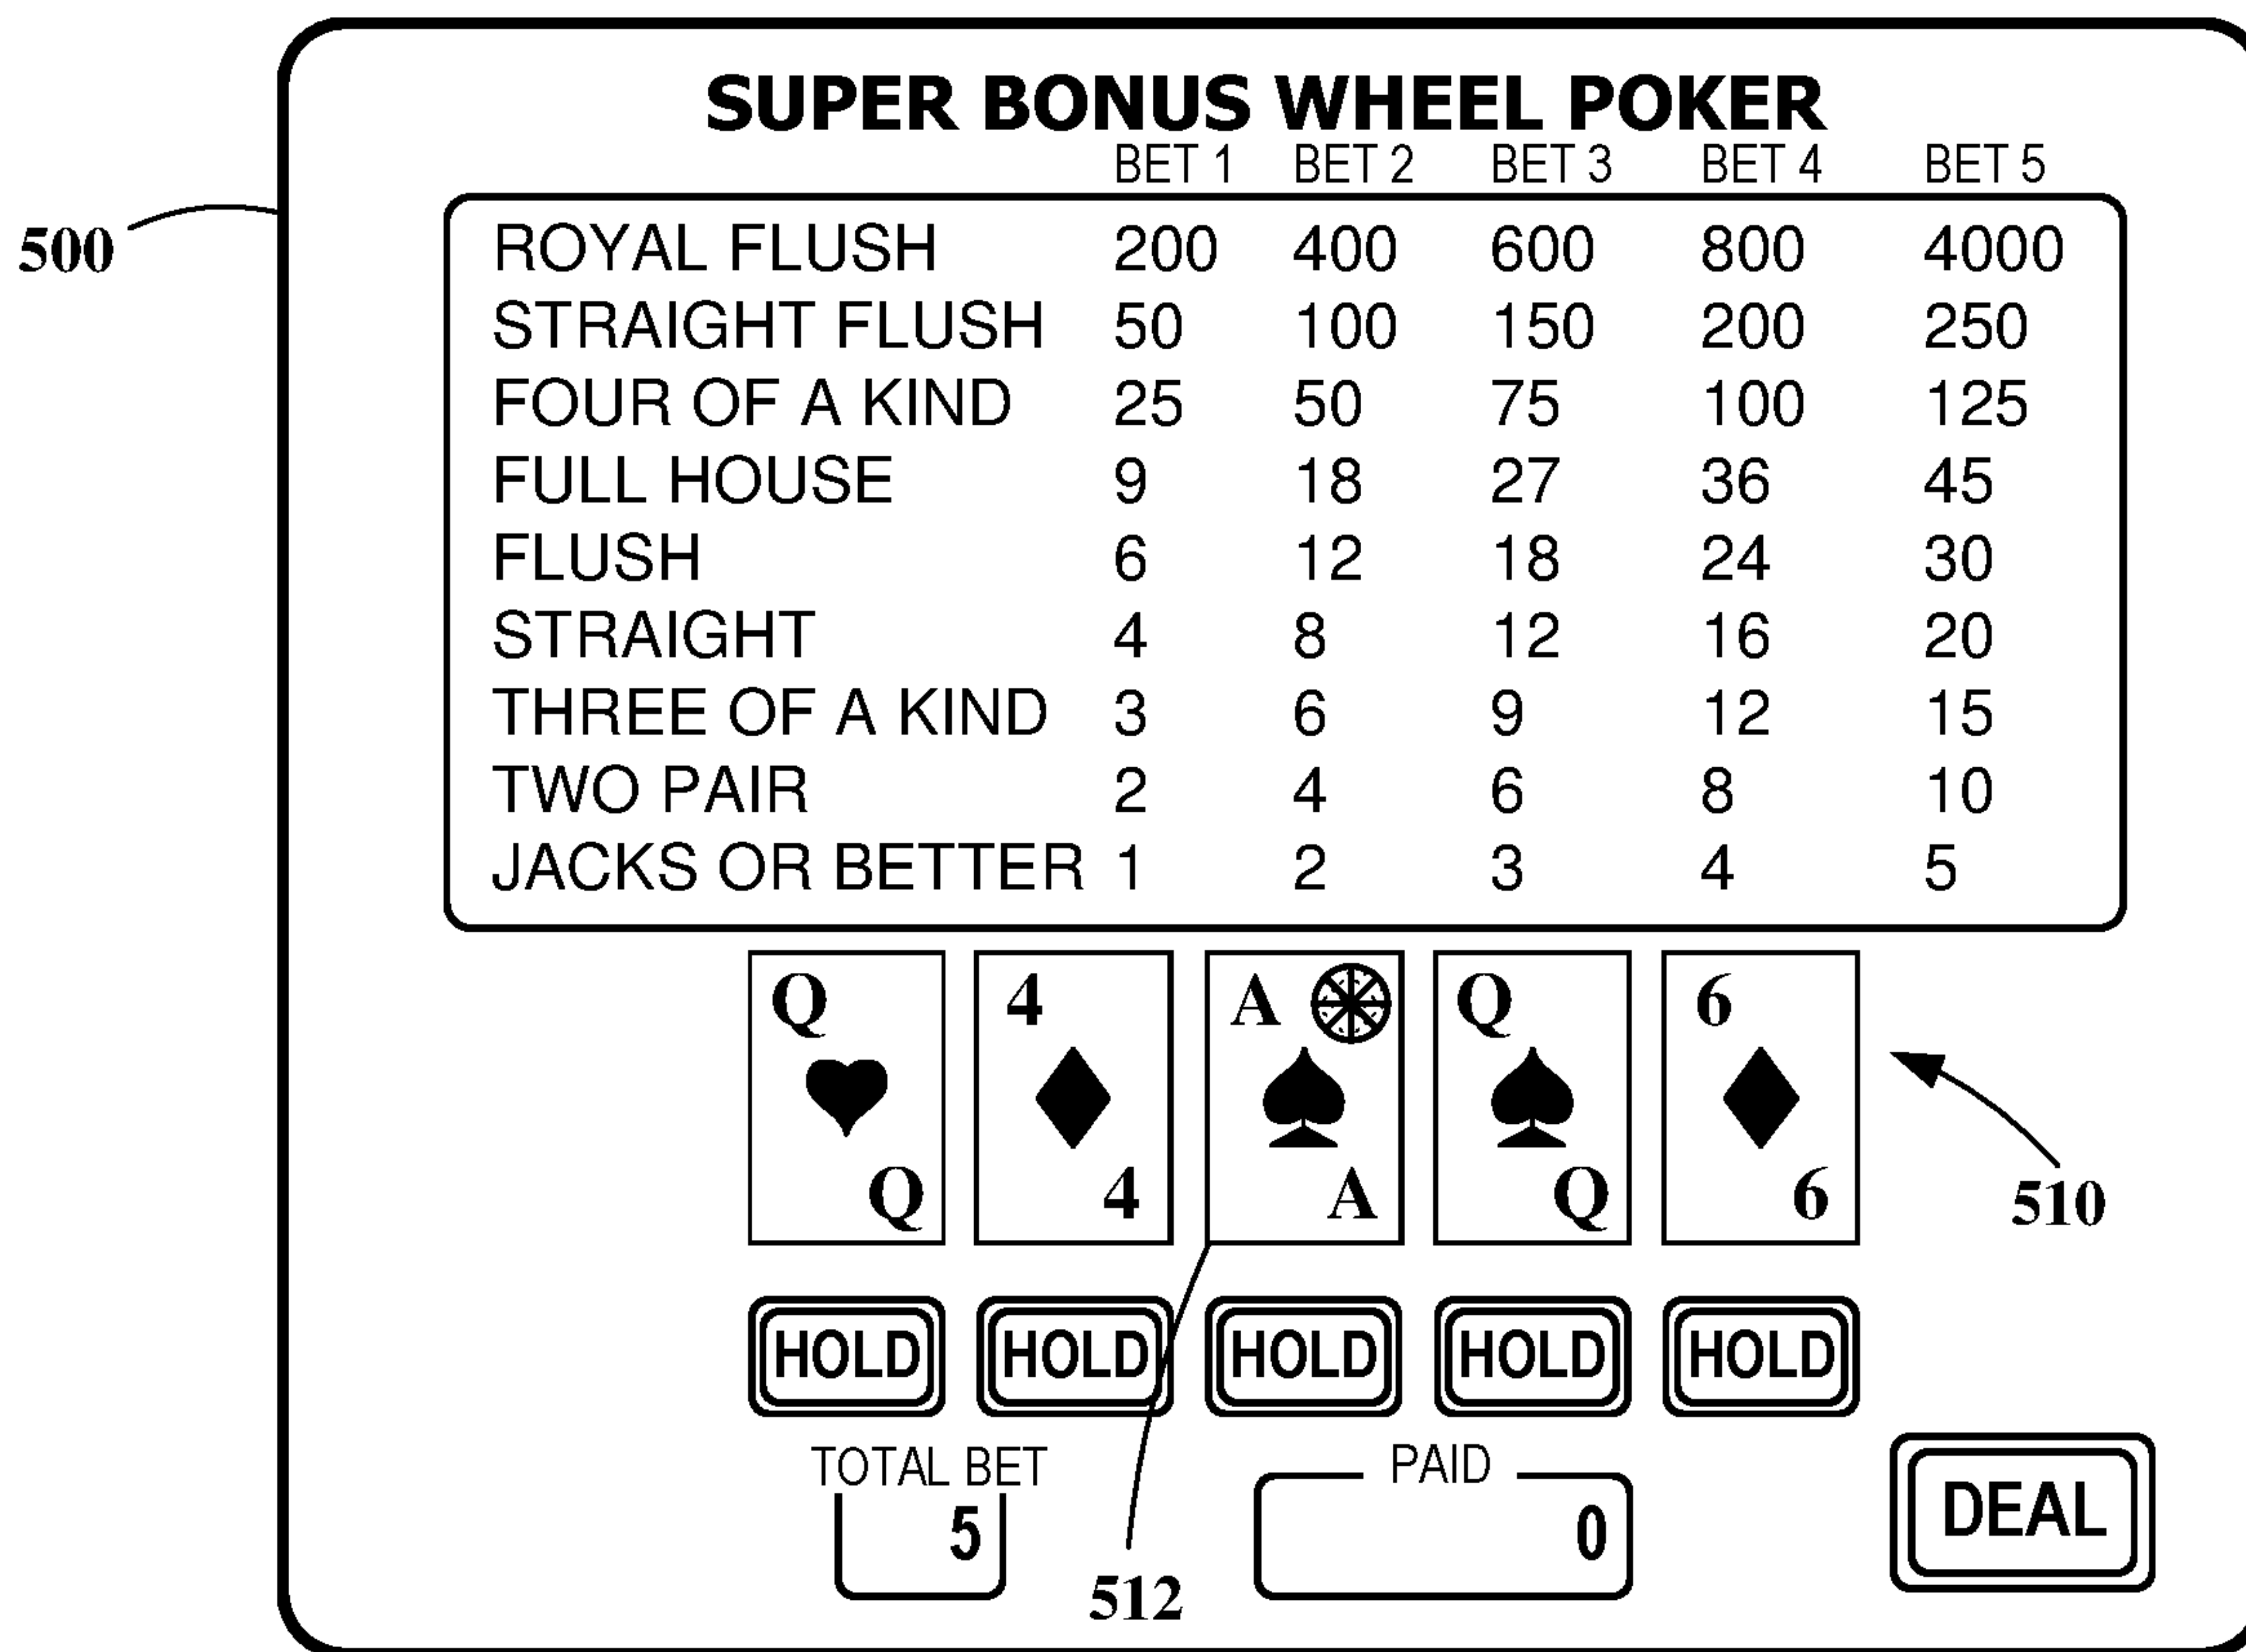 SUPER BONUS WHEEL POKER
BET 1 BET 2 BET 3 BET 4 BET 5
500
ROYAL FLUSH 200 400 600 800 4000
STRAIGHT FLUSH 50 100 150 200 250
FOUR OF A KIND 25 50 75 100 125
FULL HOUSE 9 18 27 36 45
FLUSH 6 12 18 24 30
STRAIGHT 4 8 12 16 20
THREE OF A KIND 3 6 9 12 15
TWO PAIR 2 4 6 8 10
JACKS OR BETTER 1 2 3 4 5
Q 4 A Q 6
Q 4 A Q 6
510
HOLD HOLD HOLD HOLD HOLD
TOTAL BET PAID
5 0 DEAL
512